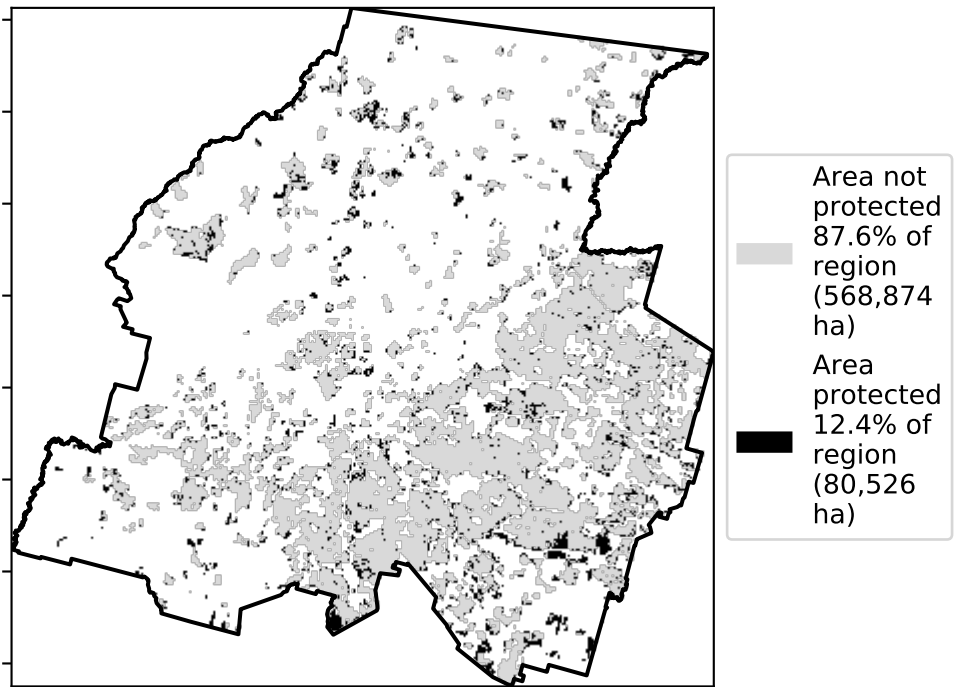 Area not
protected
87.6% of
region
(568,874
ha)
Area
protected
12.4% of
region
(80,526
ha)